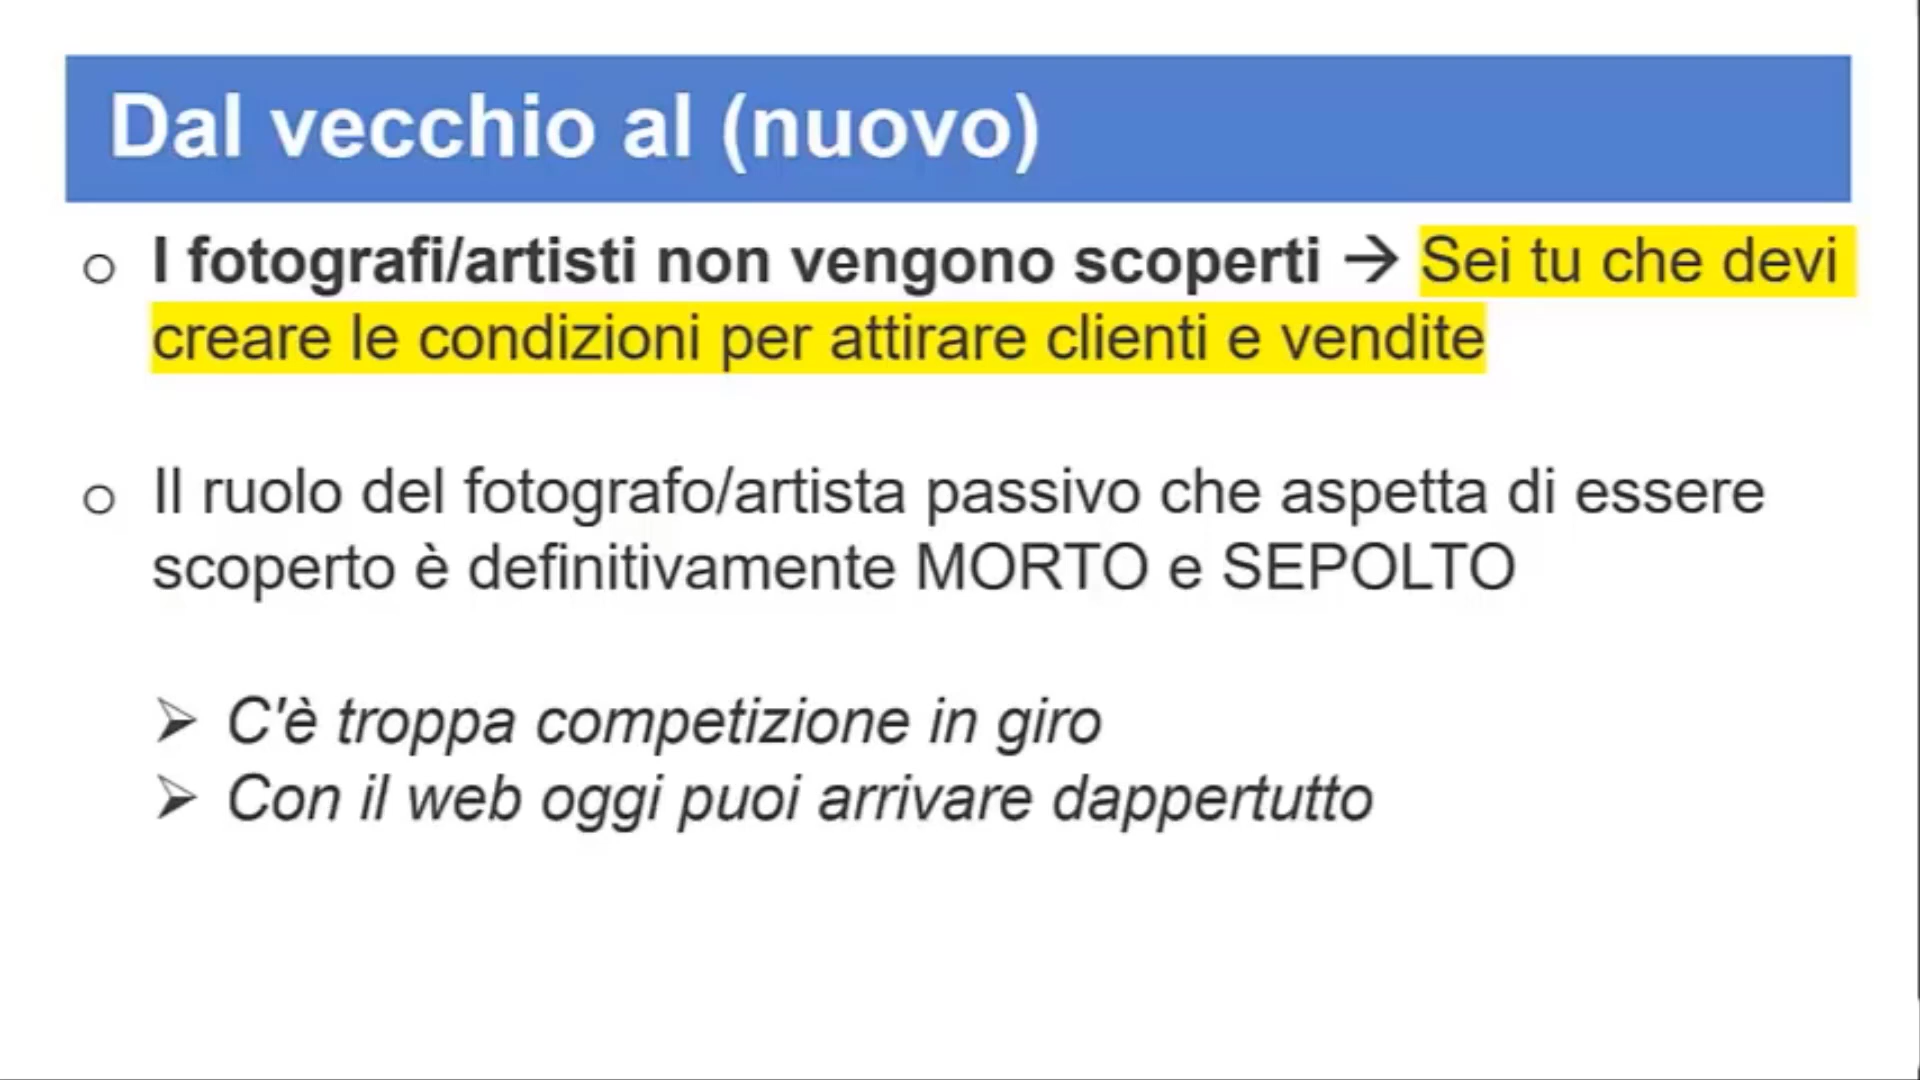 Dal vecchio al (nuovo)
o I fotografi/artisti non vengono scoperti → Sei tu che devi
creare le condizioni per attirare clienti e vendite
o Il ruolo del fotografo/artista passivo che aspetta di essere
scoperto è definitivamente MORTO e SEPOLTO
➢ C'è troppa competizione in giro
➢ Con il web oggi puoi arrivare dappertutto